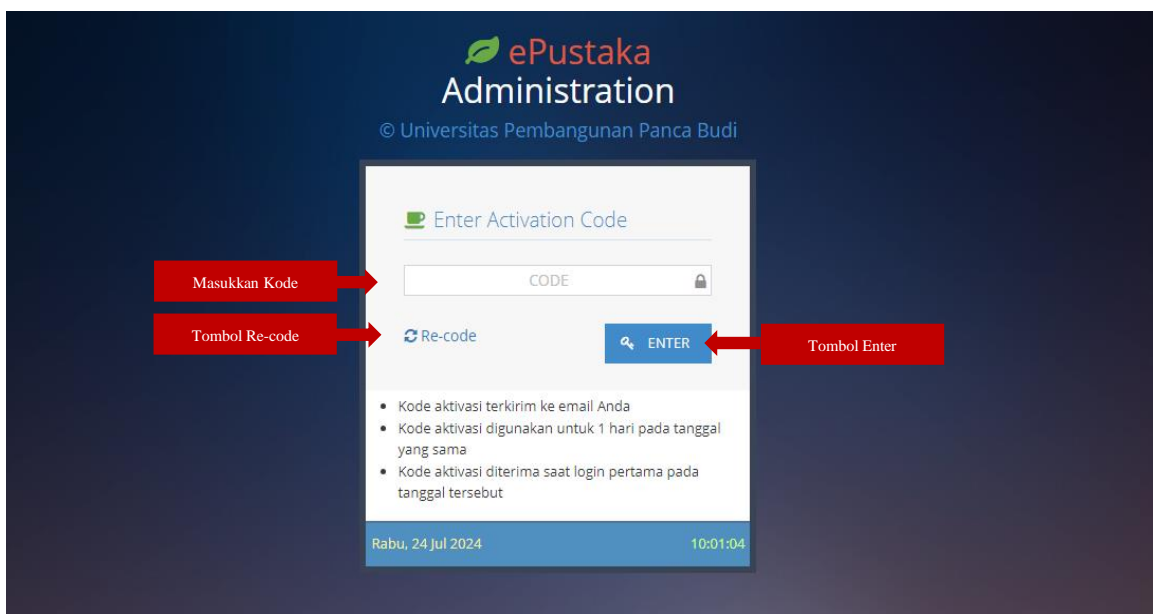 ePustaka
Administration
© Universitas Pembangunan Panca Budi
Enter Activation Code
Masukkan Kode
CODE
Tombol Re-code
Re-code
ENTER
Tombol Enter
• Kode aktivasi terkirim ke email Anda
• Kode aktivasi digunakan untuk 1 hari pada tanggal
yang sama
• Kode aktivasi diterima saat login pertama pada
tanggal tersebut
Rabu, 24 Jul 2024
10:01:04